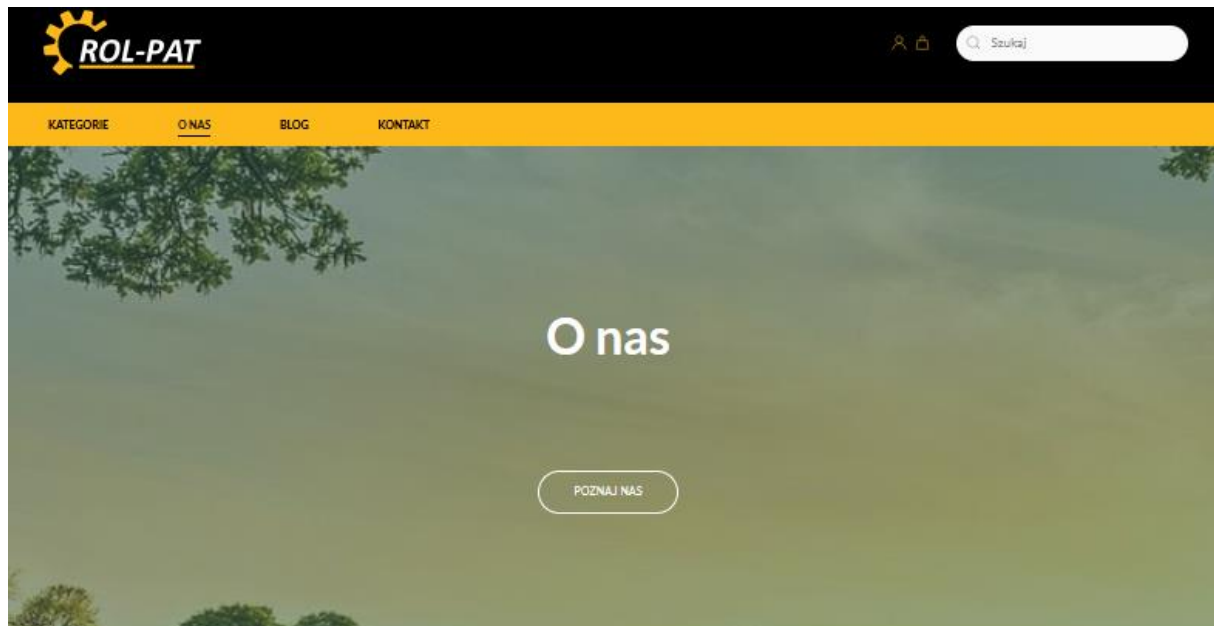 ROL-PAT
Szukaj
KATEGORIE O NAS BLOG KONTAKT
O nas
POZNAJ NAS